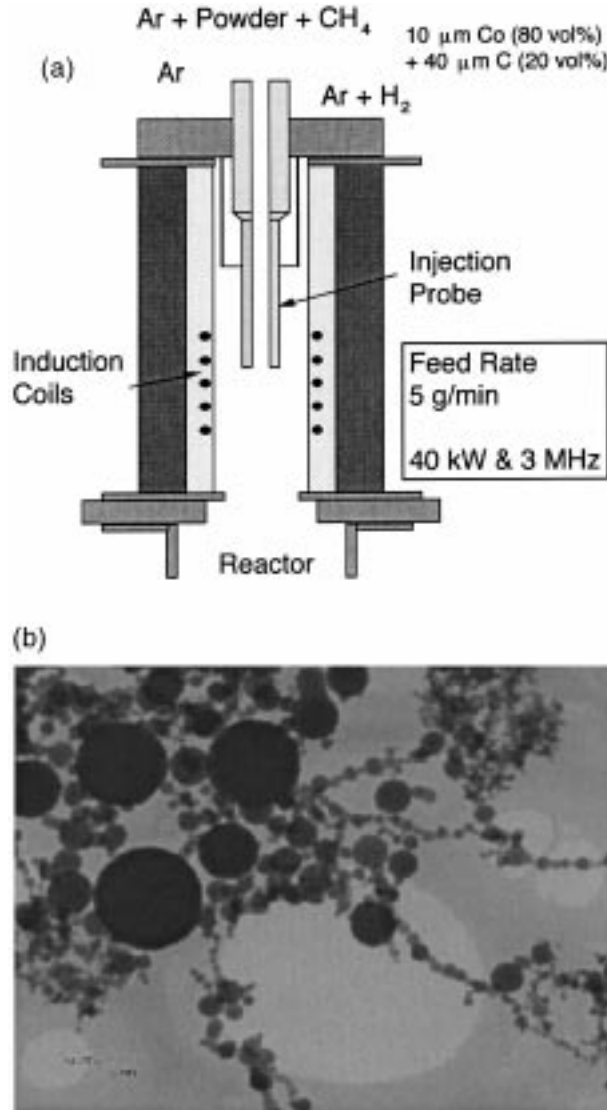 Ar + Powder + CH₄
10 µm Co (80 vol%)
+ 40 µm C (20 vol%)
(a)
Ar
Ar + H₂
Injection
Probe
Induction
Coils
Feed Rate
5 g/min
40 kW & 3 MHz
Reactor
(b)